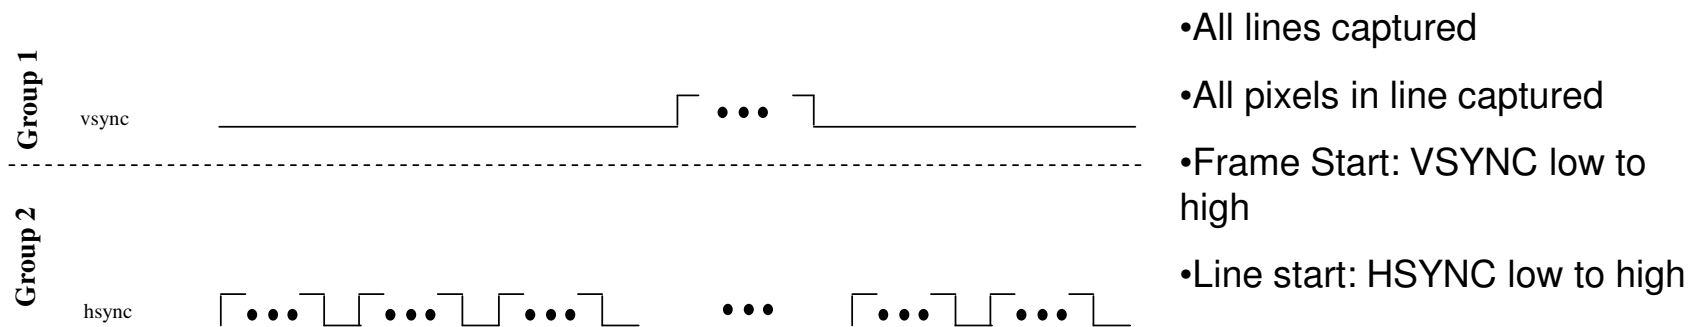 Group 1
vsync
Group 2
hsync
•All lines captured
•All pixels in line captured
•Frame Start: VSYNC low to
high
•Line start: HSYNC low to high